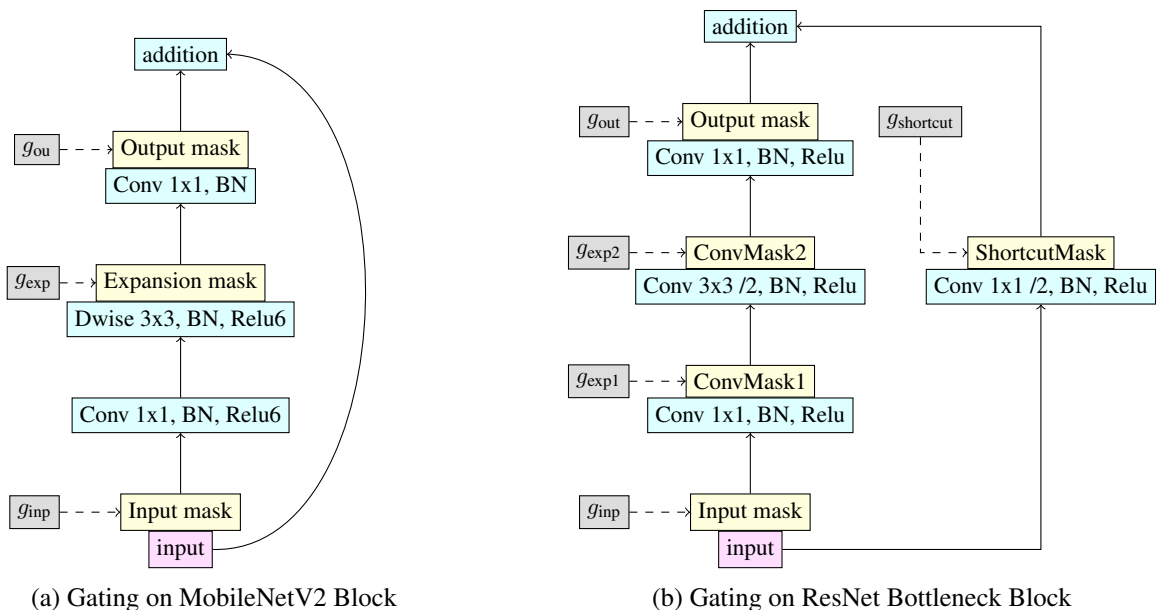 addition
g_ou
Output mask
Conv 1x1, BN
g_exp
Expansion mask
Dwise 3x3, BN, Relu6
Conv 1x1, BN, Relu6
g_inp
Input mask
input
(a) Gating on MobileNetV2 Block
addition
g_out
Output mask
Conv 1x1, BN, Relu
g_shortcut
g_exp2
ConvMask2
Conv 3x3 /2, BN, Relu
ShortcutMask
Conv 1x1 /2, BN, Relu
g_exp1
ConvMask1
Conv 1x1, BN, Relu
g_inp
Input mask
input
(b) Gating on ResNet Bottleneck Block